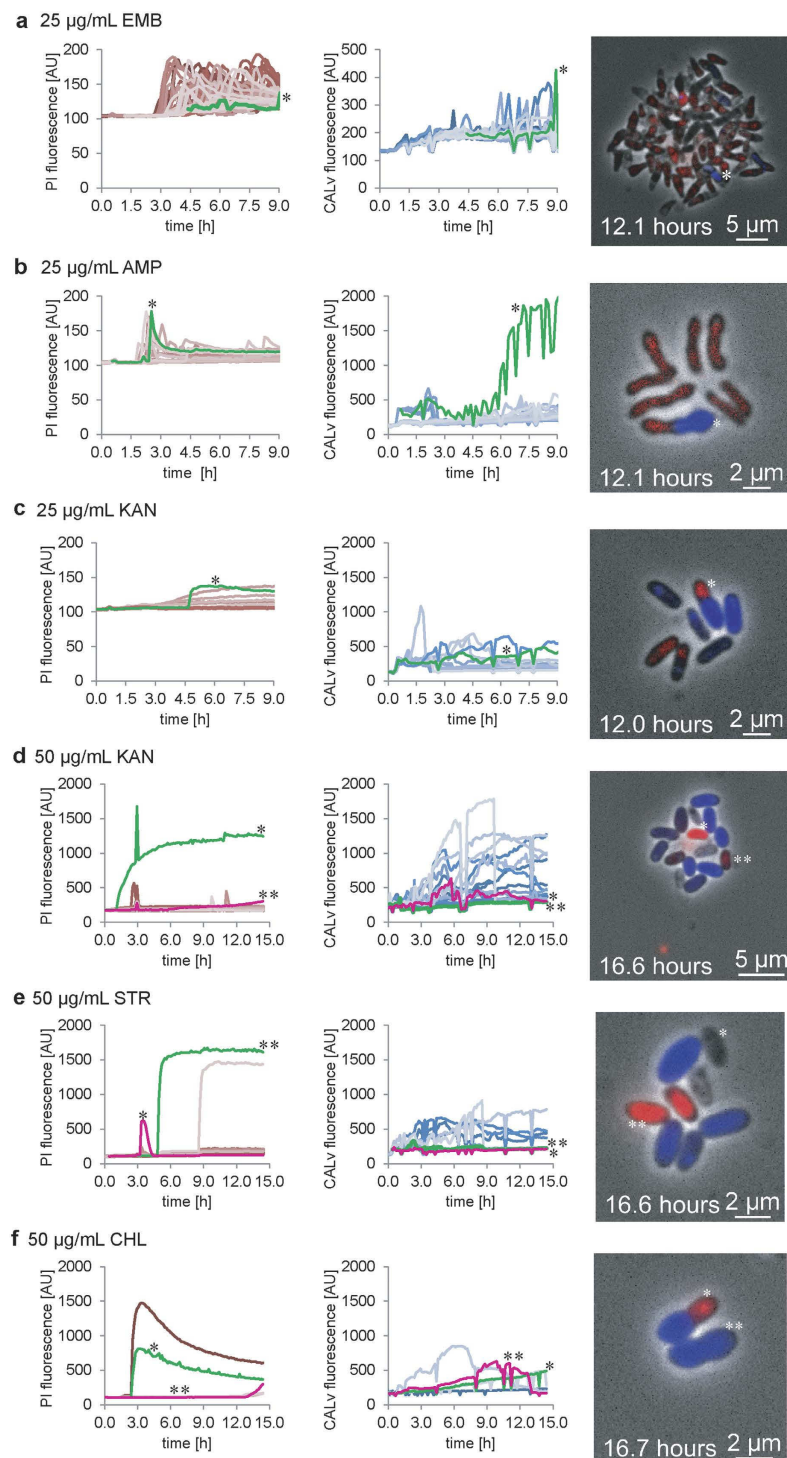 a 25 µg/mL EMB
PI fluorescence [AU]
200
150
100
50
0
0.0 1.5 3.0 4.5 6.0 7.5 9.0
time [h]
*
CALv fluorescence [AU]
500
400
300
200
100
0
0.0 1.5 3.0 4.5 6.0 7.5 9.0
time [h]
*
*
12.1 hours 5 µm
b 25 µg/mL AMP
PI fluorescence [AU]
200
150
100
50
0
0.0 1.5 3.0 4.5 6.0 7.5 9.0
time [h]
*
CALv fluorescence [AU]
2000
1500
1000
500
0
0.0 1.5 3.0 4.5 6.0 7.5 9.0
time [h]
*
*
12.1 hours 2 µm
c 25 µg/mL KAN
PI fluorescence [AU]
200
150
100
50
0
0.0 1.5 3.0 4.5 6.0 7.5 9.0
time [h]
*
CALv fluorescence [AU]
2000
1500
1000
500
0
0.0 1.5 3.0 4.5 6.0 7.5 9.0
time [h]
*
*
12.0 hours 2 µm
d 50 µg/mL KAN
PI fluorescence [AU]
2000
1500
1000
500
0
0.0 3.0 6.0 9.0 12.0 15.0
time [h]
*
**
CALv fluorescence [AU]
2000
1500
1000
500
0
0.0 3.0 6.0 9.0 12.0 15.0
time [h]
*
**
*
**
16.6 hours 5 µm
e 50 µg/mL STR
PI fluorescence [AU]
2000
1500
1000
500
0
0.0 3.0 6.0 9.0 12.0 15.0
time [h]
*
**
CALv fluorescence [AU]
2000
1500
1000
500
0
0.0 3.0 6.0 9.0 12.0 15.0
time [h]
**
*
*
**
16.6 hours 2 µm
f 50 µg/mL CHL
PI fluorescence [AU]
2000
1500
1000
500
0
0.0 3.0 6.0 9.0 12.0 15.0
time [h]
*
**
CALv fluorescence [AU]
2000
1500
1000
500
0
0.0 3.0 6.0 9.0 12.0 15.0
time [h]
**
*
*
**
16.7 hours 2 µm